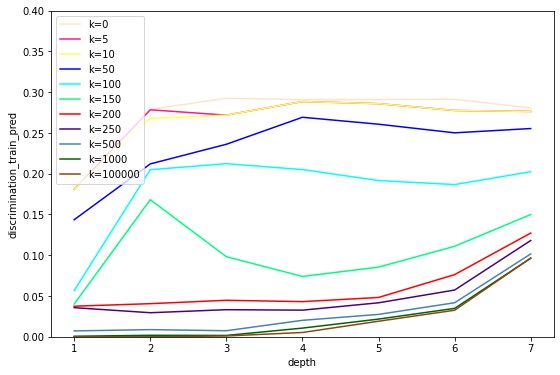 0.40
0.35
0.30
0.25
0.20
0.15
0.10
0.05
0.00
discrimination_train_pred
k=0
k=5
k=10
k=50
k=100
k=150
k=200
k=250
k=500
k=1000
k=100000
1 2 3 4 5 6 7
depth